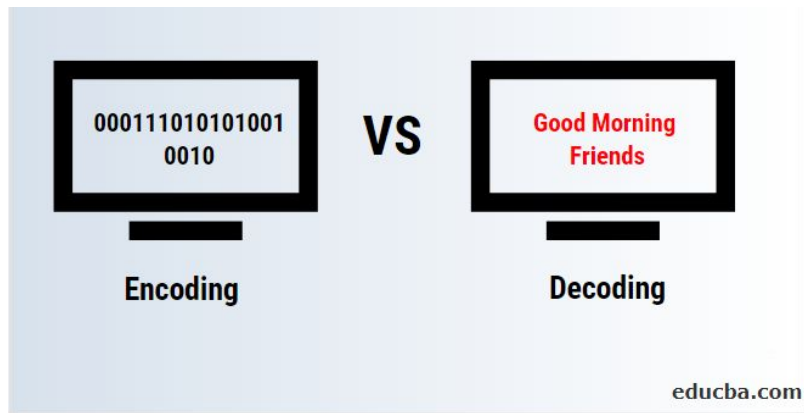 000111010101001
0010
VS
Good Morning
Friends
Encoding
Decoding
educba.com